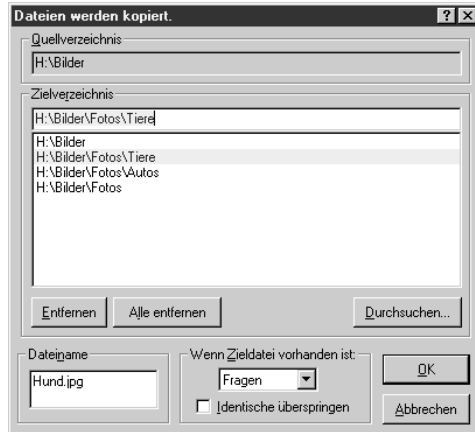 Dateien werden kopiert.
Quellverzeichnis
H:\Bilder
Zielverzeichnis
H:\Bilder\Fotos\Tiere
H:\Bilder
H:\Bilder\Fotos\Tiere
H:\Bilder\Fotos\Autos
H:\Bilder\Fotos
Entfernen Alle entfernen Durchsuchen...
Dateiname
Hund.jpg
Wenn Zieldatei vorhanden ist:
Fragen
Identische überspringen
OK
Abbrechen